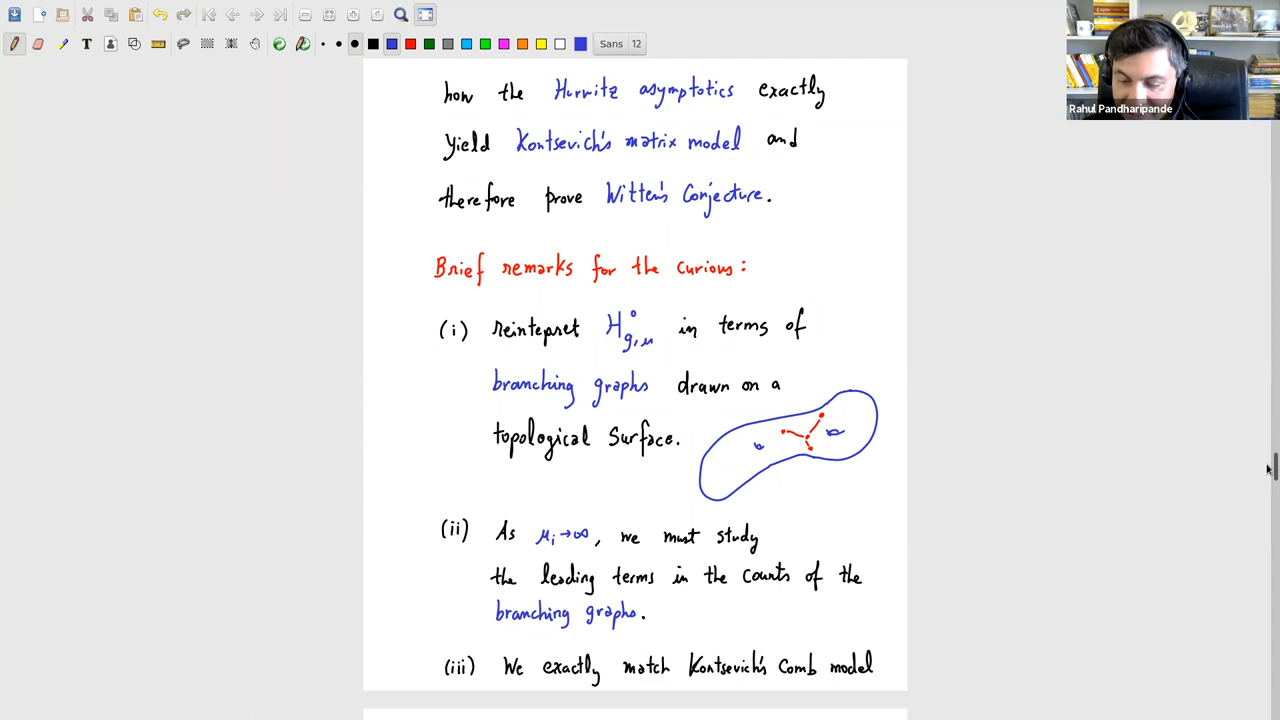 Sans 12
Rahul Pandharipande
how the Hurwitz asymptotics exactly
yield Kontsevich's matrix model and
therefore prove Witten's Conjecture.
Brief remarks for the curious:
(i) reintepret H°g,μ in terms of
branching graphs drawn on a
topological surface.
(ii) As μi→∞, we must study
the leading terms in the counts of the
branching graphs.
(iii) We exactly match Kontsevich's Comb model